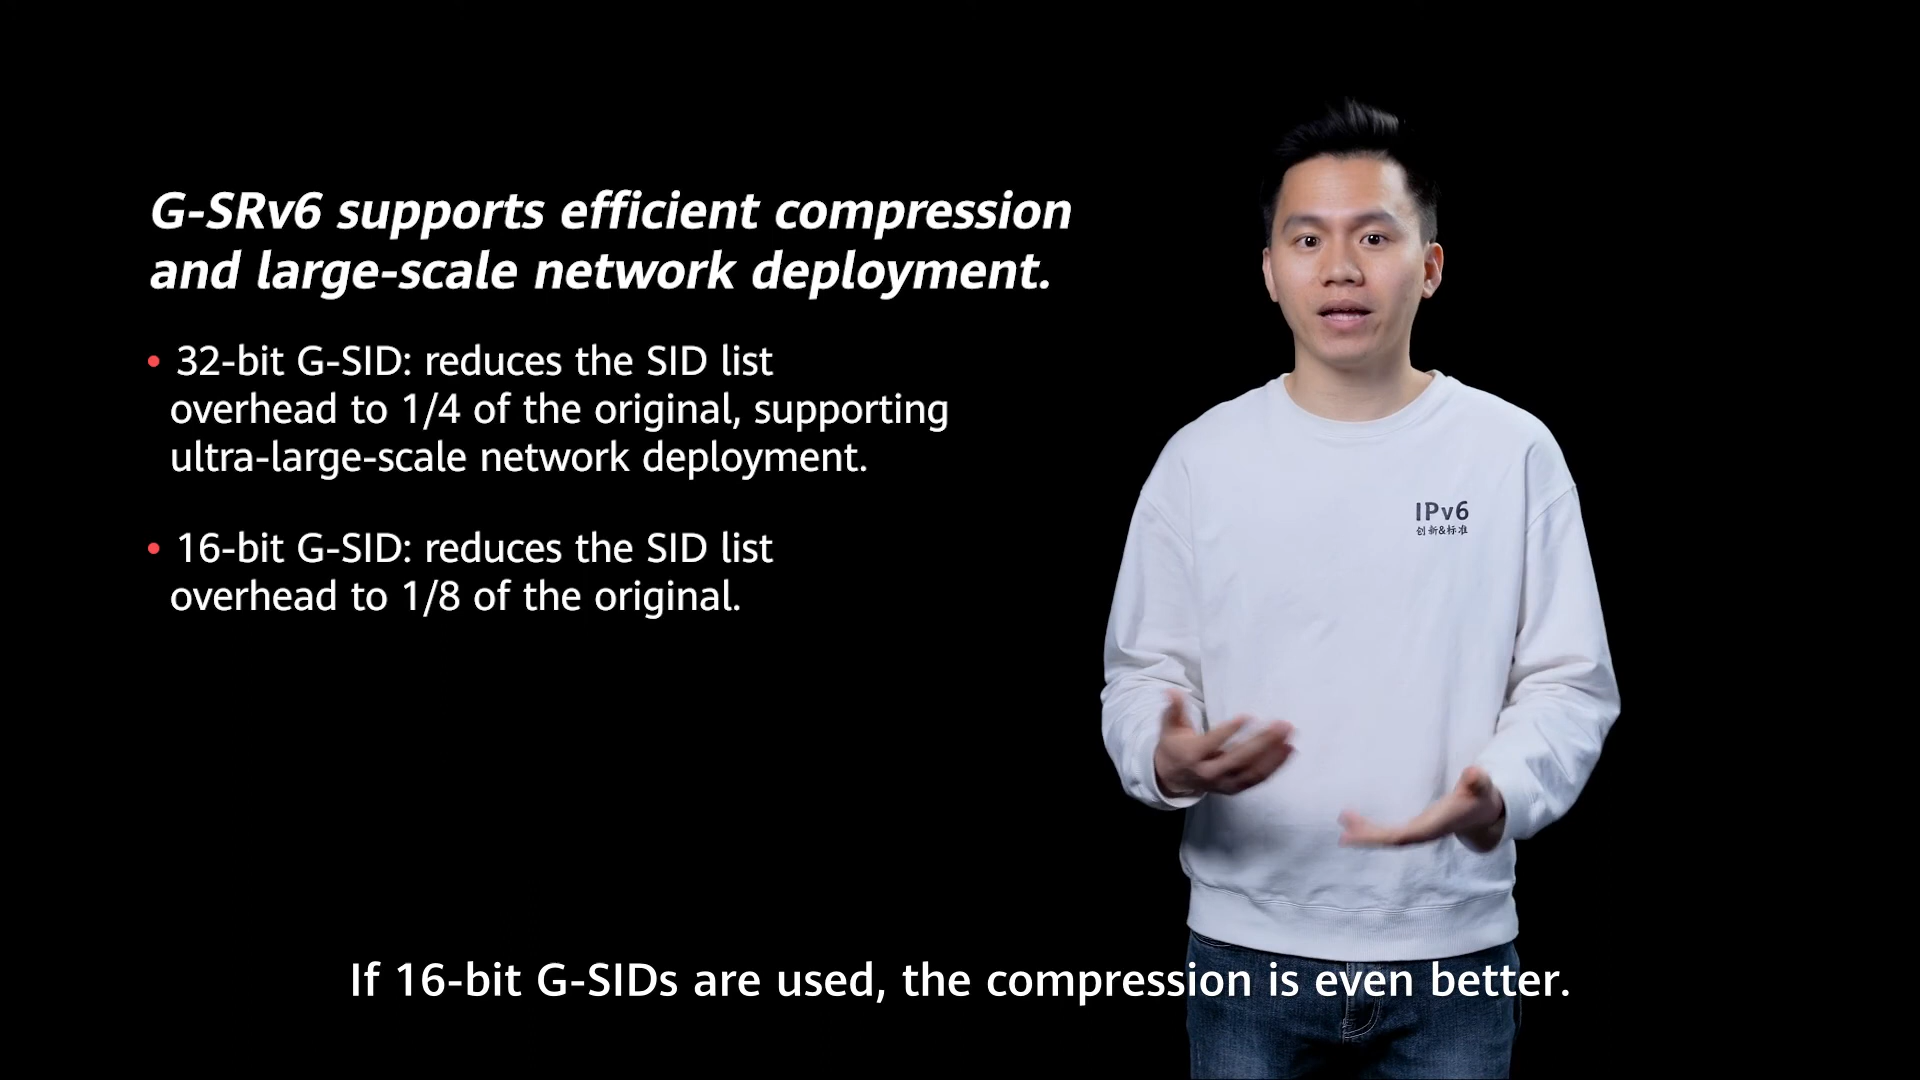 G-SRv6 supports efficient compression
and large-scale network deployment.
• 32-bit G-SID: reduces the SID list
overhead to 1/4 of the original, supporting
ultra-large-scale network deployment.
• 16-bit G-SID: reduces the SID list
overhead to 1/8 of the original.
IPv6
创新&标准
If 16-bit G-SIDs are used, the compression is even better.